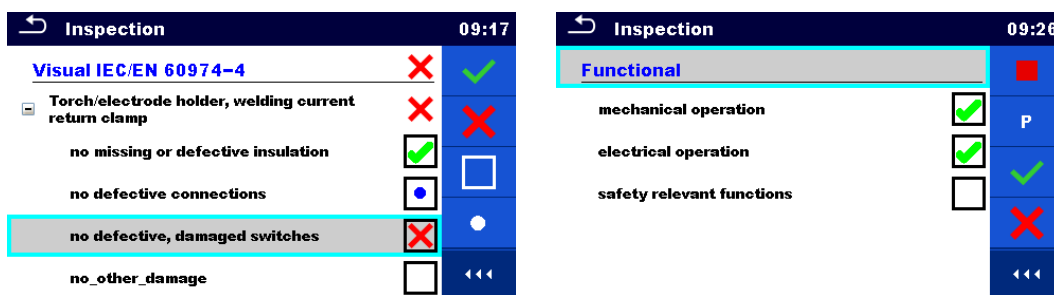 Inspection 09:17
Visual IEC/EN 60974-4
Torch/electrode holder, welding current
return clamp
no missing or defective insulation
no defective connections
no defective, damaged switches
no_other_damage
Inspection 09:26
Functional
mechanical operation
P
electrical operation
safety relevant functions